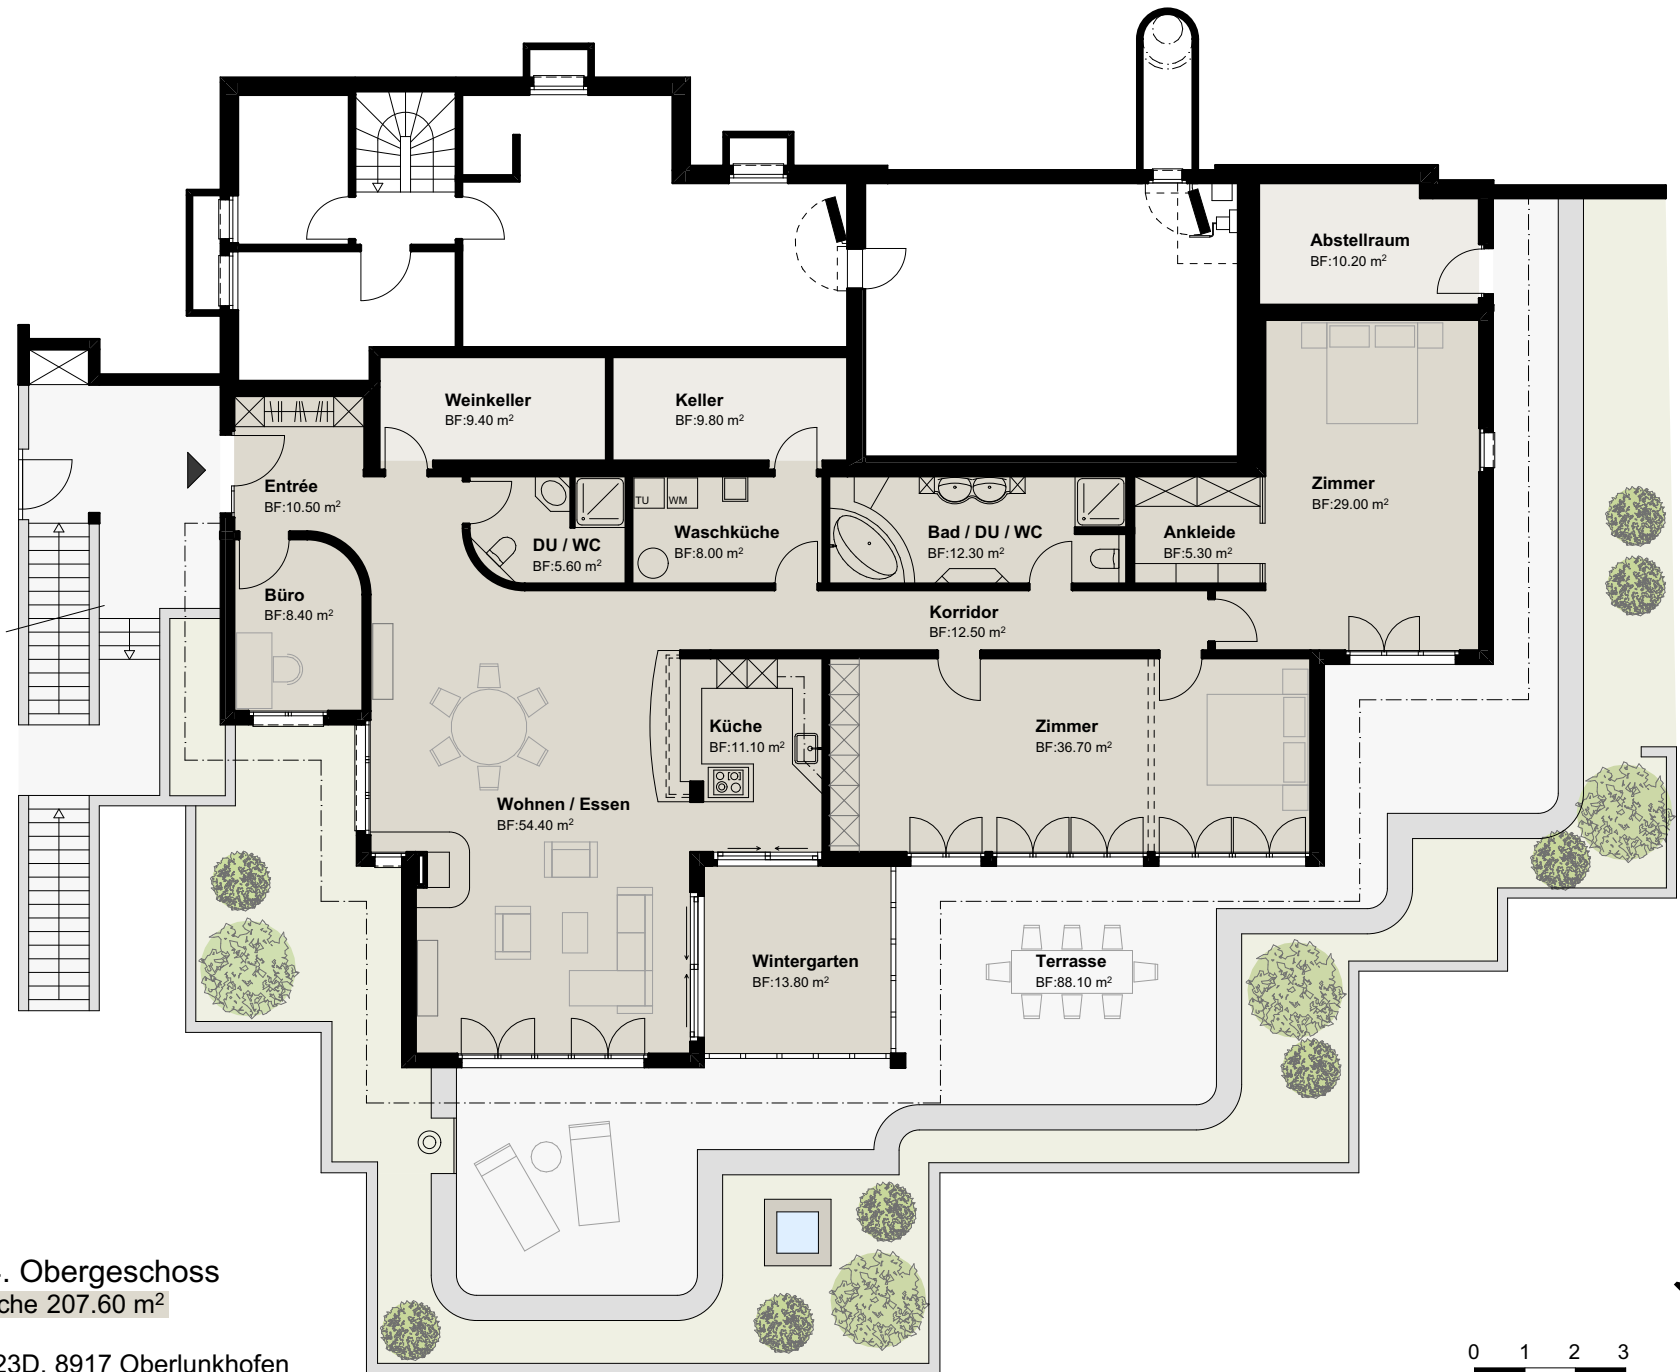 Abstellraum
BF:10.20 m²
Weinkeller
BF:9.40 m²
Keller
BF:9.80 m²
Entrée
BF:10.50 m²
TU
WM
DU / WC
BF:5.60 m²
Waschküche
BF:8.00 m²
Bad / DU / WC
BF:12.30 m²
Ankleide
BF:5.30 m²
Zimmer
BF:29.00 m²
Büro
BF:8.40 m²
Korridor
BF:12.50 m²
Küche
BF:11.10 m²
Zimmer
BF:36.70 m²
Wohnen / Essen
BF:54.40 m²
Wintergarten
BF:13.80 m²
Terrasse
BF:88.10 m²
. Obergeschoss
che 207.60 m²
23D, 8917 Oberlunkhofen
0 1 2 3